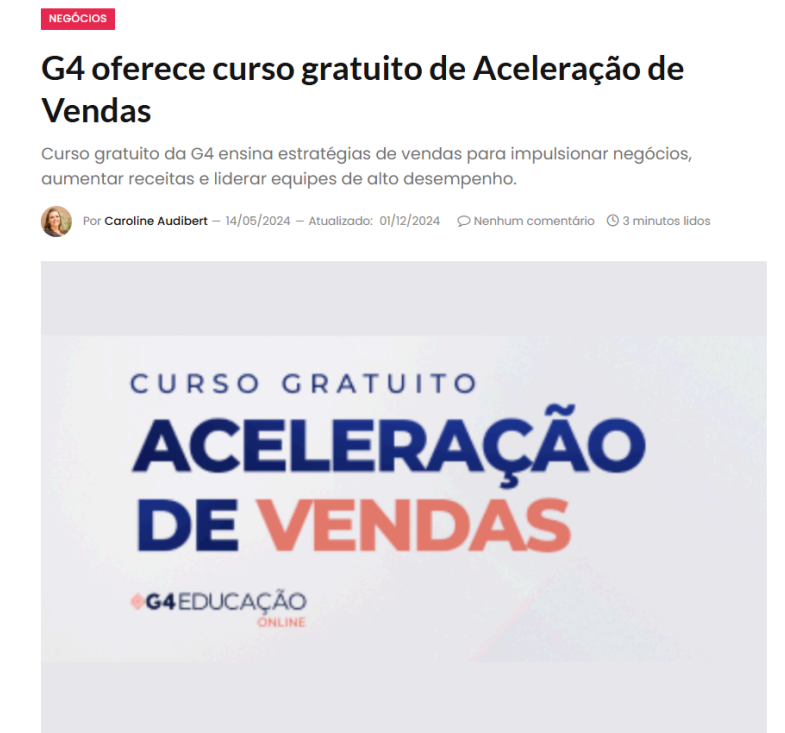 NEGÓCIOS
G4 oferece curso gratuito de Aceleração de
Vendas
Curso gratuito da G4 ensina estratégias de vendas para impulsionar negócios,
aumentar receitas e liderar equipes de alto desempenho.
Por Caroline Audibert — 14/05/2024 — Atualizado: 01/12/2024 Nenhum comentário 3 minutos lidos
CURSO GRATUITO
ACELERAÇÃO
DE VENDAS
G4 EDUCAÇÃO
ONLINE